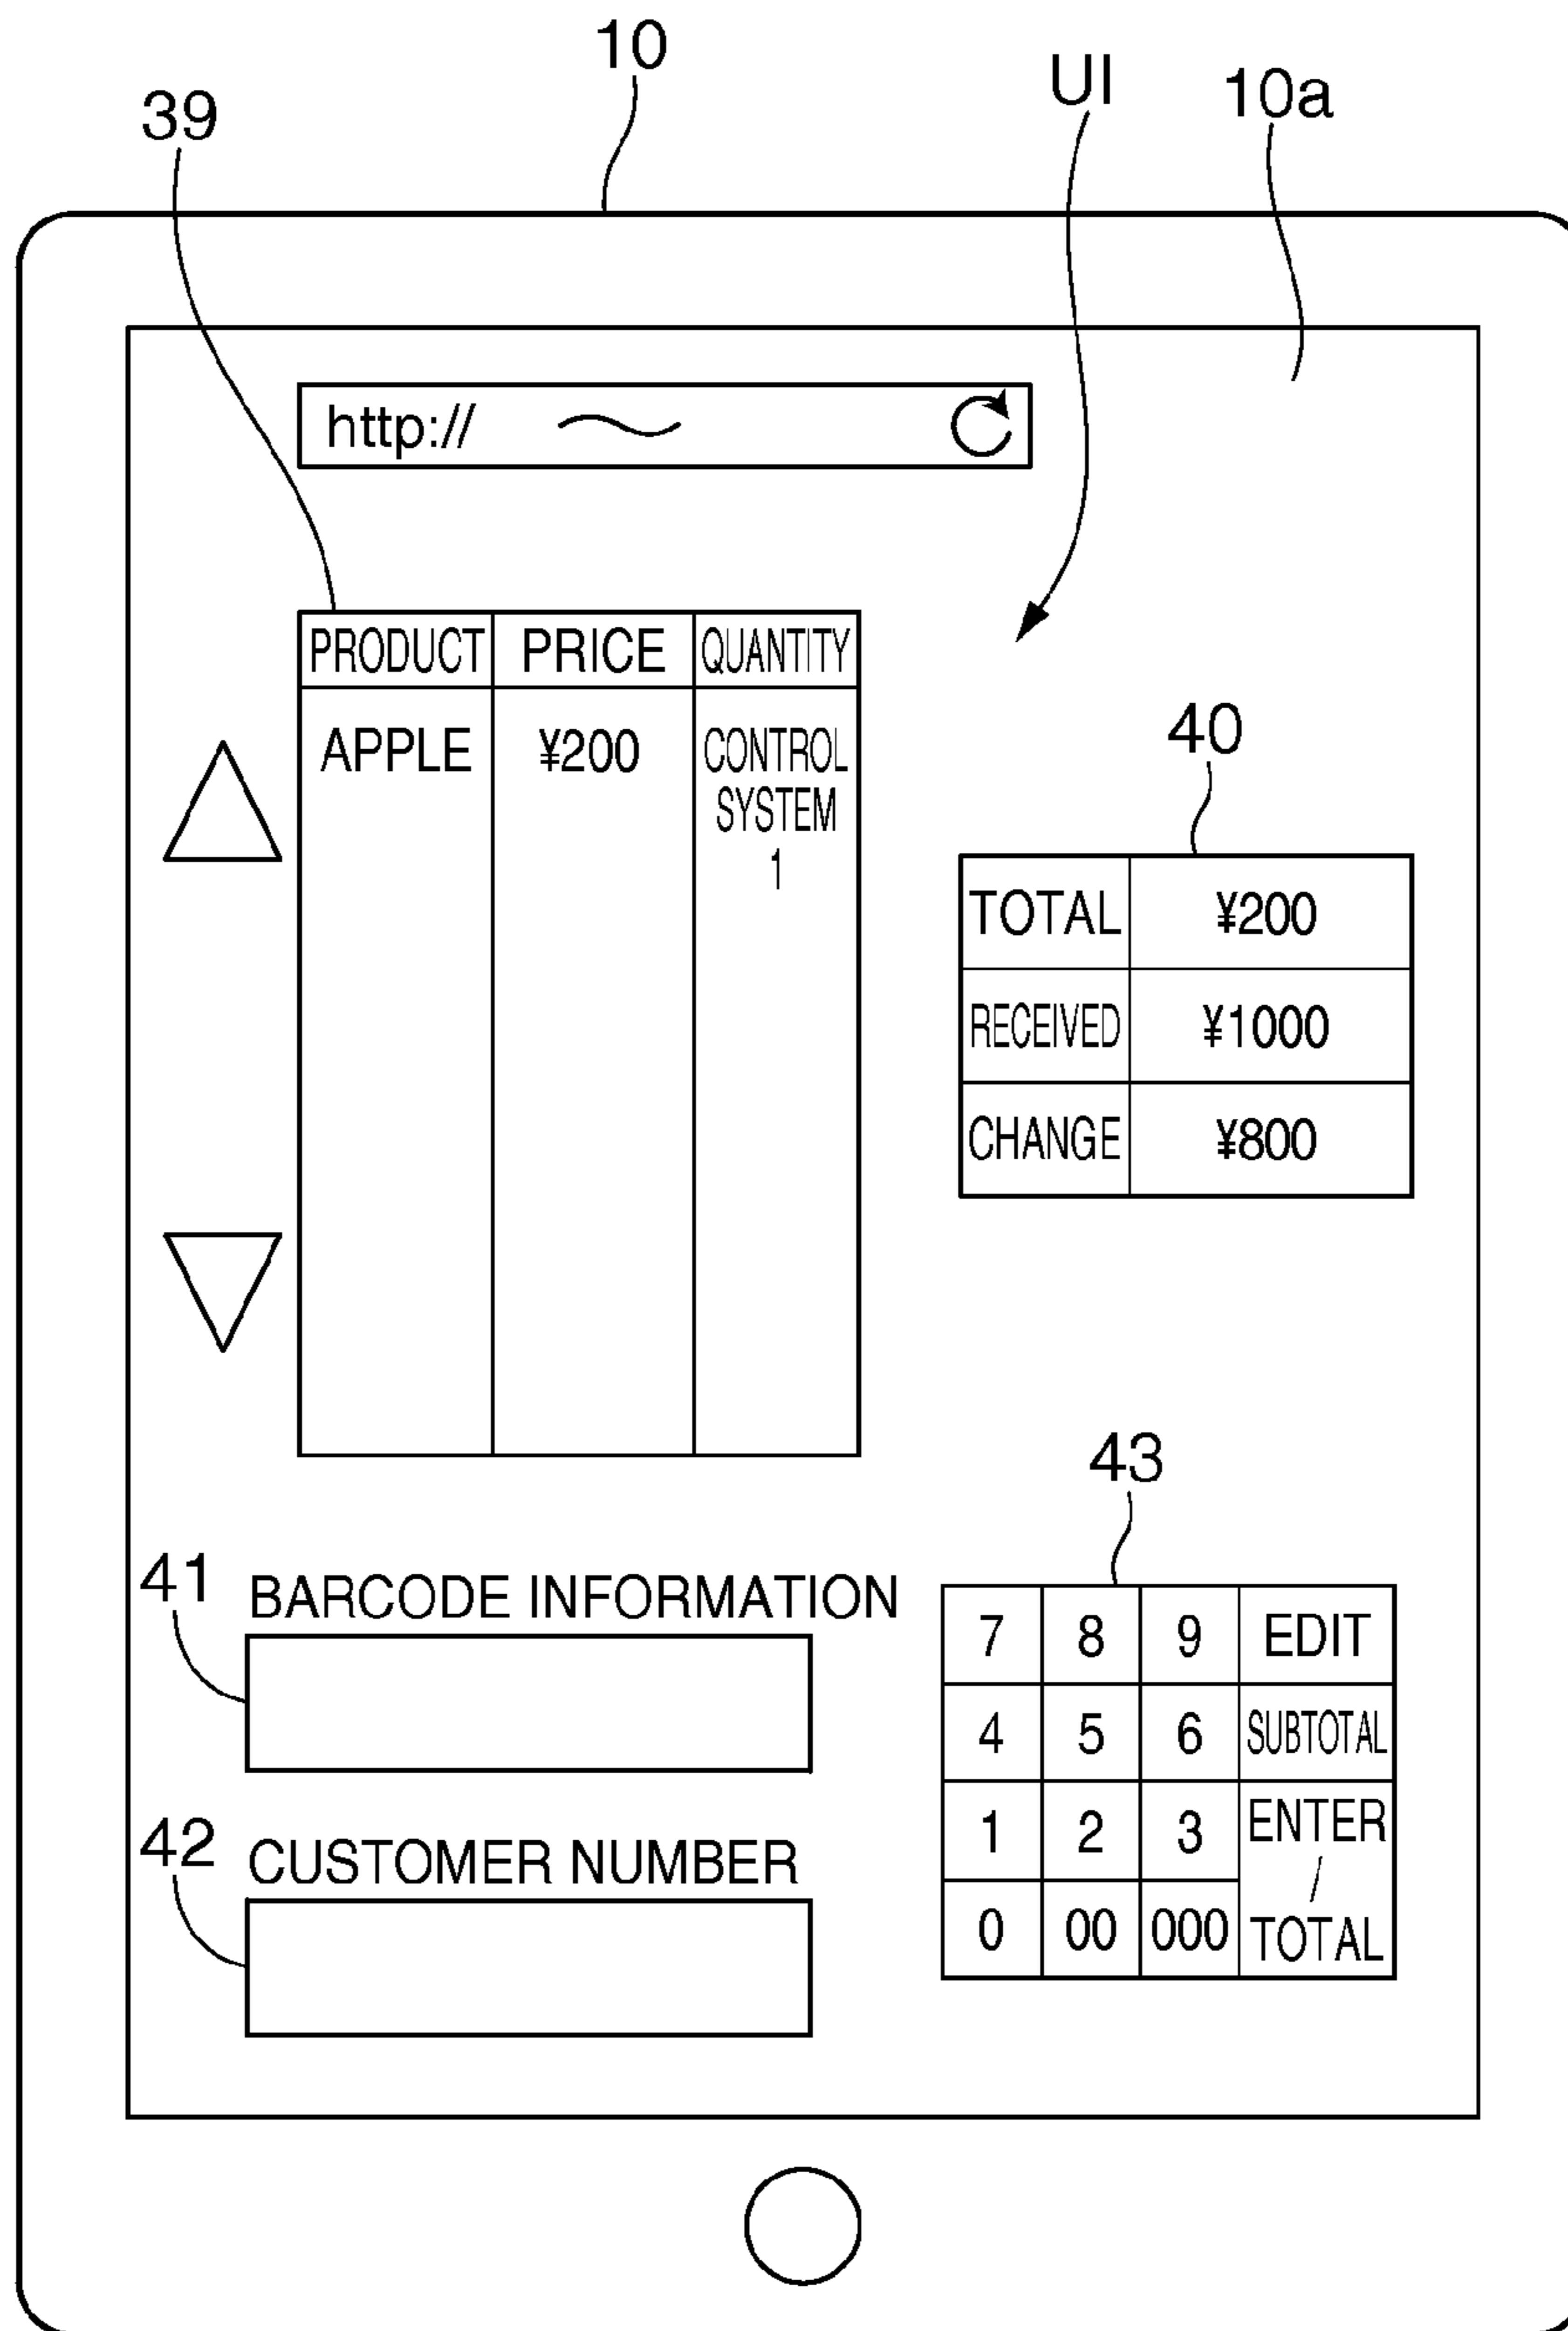 10
UI
10a
39
http://
PRODUCT PRICE QUANTITY
APPLE ¥200 CONTROL
SYSTEM
1
40
TOTAL ¥200
RECEIVED ¥1000
CHANGE ¥800
43
41 BARCODE INFORMATION
7 8 9 EDIT
4 5 6 SUBTOTAL
1 2 3 ENTER
/
42 CUSTOMER NUMBER
0 00 000 TOTAL